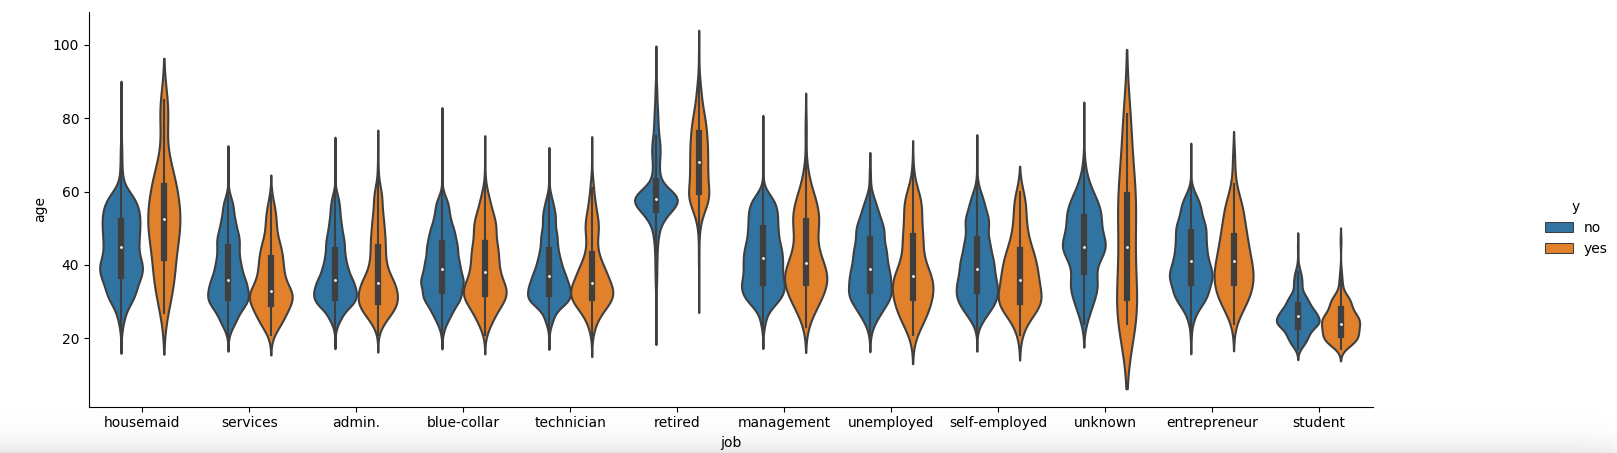 100
80
60
40
20
age
housemaid services admin. blue-collar technician retired management unemployed self-employed unknown entrepreneur student
job
y
no
yes